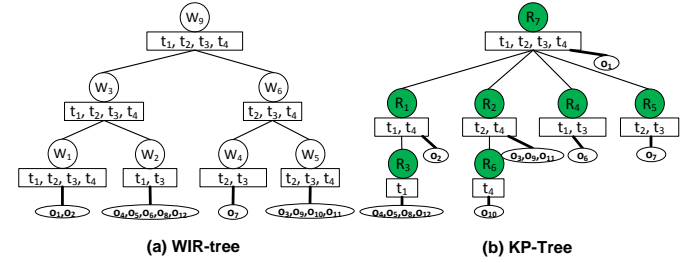 W9
t1, t2, t3, t4
W3
W6
t1, t2, t3, t4
t2, t3, t4
W1
W2
W4
W5
t1, t2, t3, t4
t1, t3
t2, t3
t2, t3, t4
o1,o2
o4,o5,o6,o8,o12
o7
o3,o9,o10,o11
(a) WIR-tree
R7
t1, t2, t3, t4
o1
R1
R2
R4
R5
t1, t4
t2, t4
t1, t3
t2, t3
o2
o3,o9,o11
o6
o7
R3
R6
t1
t4
o4,o5,o8,o12
o10
(b) KP-Tree